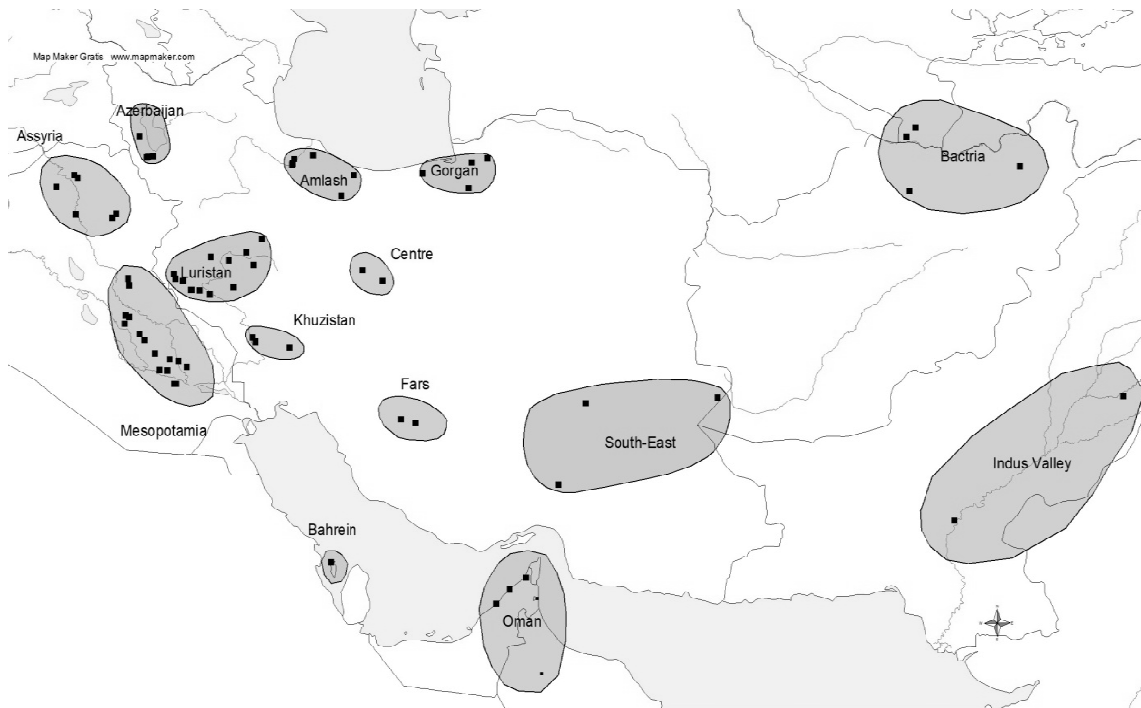 Map Maker Gratis www.mapmaker.com
Azerbaijan
Assyria
Amlash
Gorgan
Bactria
Luristan
Centre
Khuzistan
Fars
Mesopotamia
South-East
Indus Valley
Bahrein
Oman